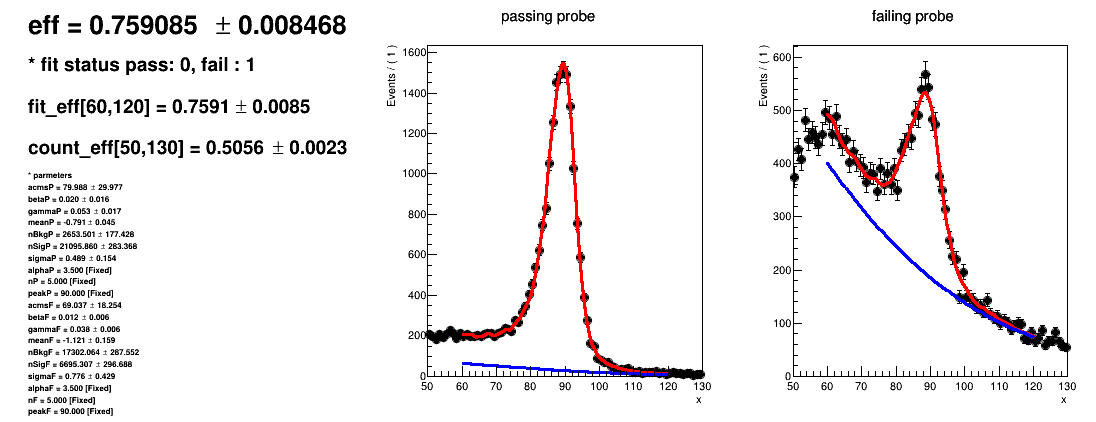 eff = 0.759085 ± 0.008468
* fit status pass: 0, fail : 1
fit_eff[60,120] = 0.7591 ± 0.0085
count_eff[50,130] = 0.5056 ± 0.0023
* parmeters
acmsP = 79.988 ± 29.977
betaP = 0.020 ± 0.016
gammaP = 0.053 ± 0.017
meanP = -0.791 ± 0.045
nBkgP = 2653.501 ± 177.428
nSigP = 21095.860 ± 283.368
sigmaP = 0.489 ± 0.154
alphaP = 3.500 [Fixed]
nP = 5.000 [Fixed]
peakP = 90.000 [Fixed]
acmsF = 69.037 ± 18.254
betaF = 0.012 ± 0.006
gammaF = 0.038 ± 0.006
meanF = -1.121 ± 0.159
nBkgF = 17302.064 ± 287.552
nSigF = 6695.307 ± 296.688
sigmaF = 0.776 ± 0.429
alphaF = 3.500 [Fixed]
nF = 5.000 [Fixed]
peakF = 90.000 [Fixed]
passing probe
Events / ( 1 )
1600
1400
1200
1000
800
600
400
200
0
50 60 70 80 90 100 110 120 130
x
failing probe
Events / ( 1 )
600
500
400
300
200
100
0
50 60 70 80 90 100 110 120 130
x